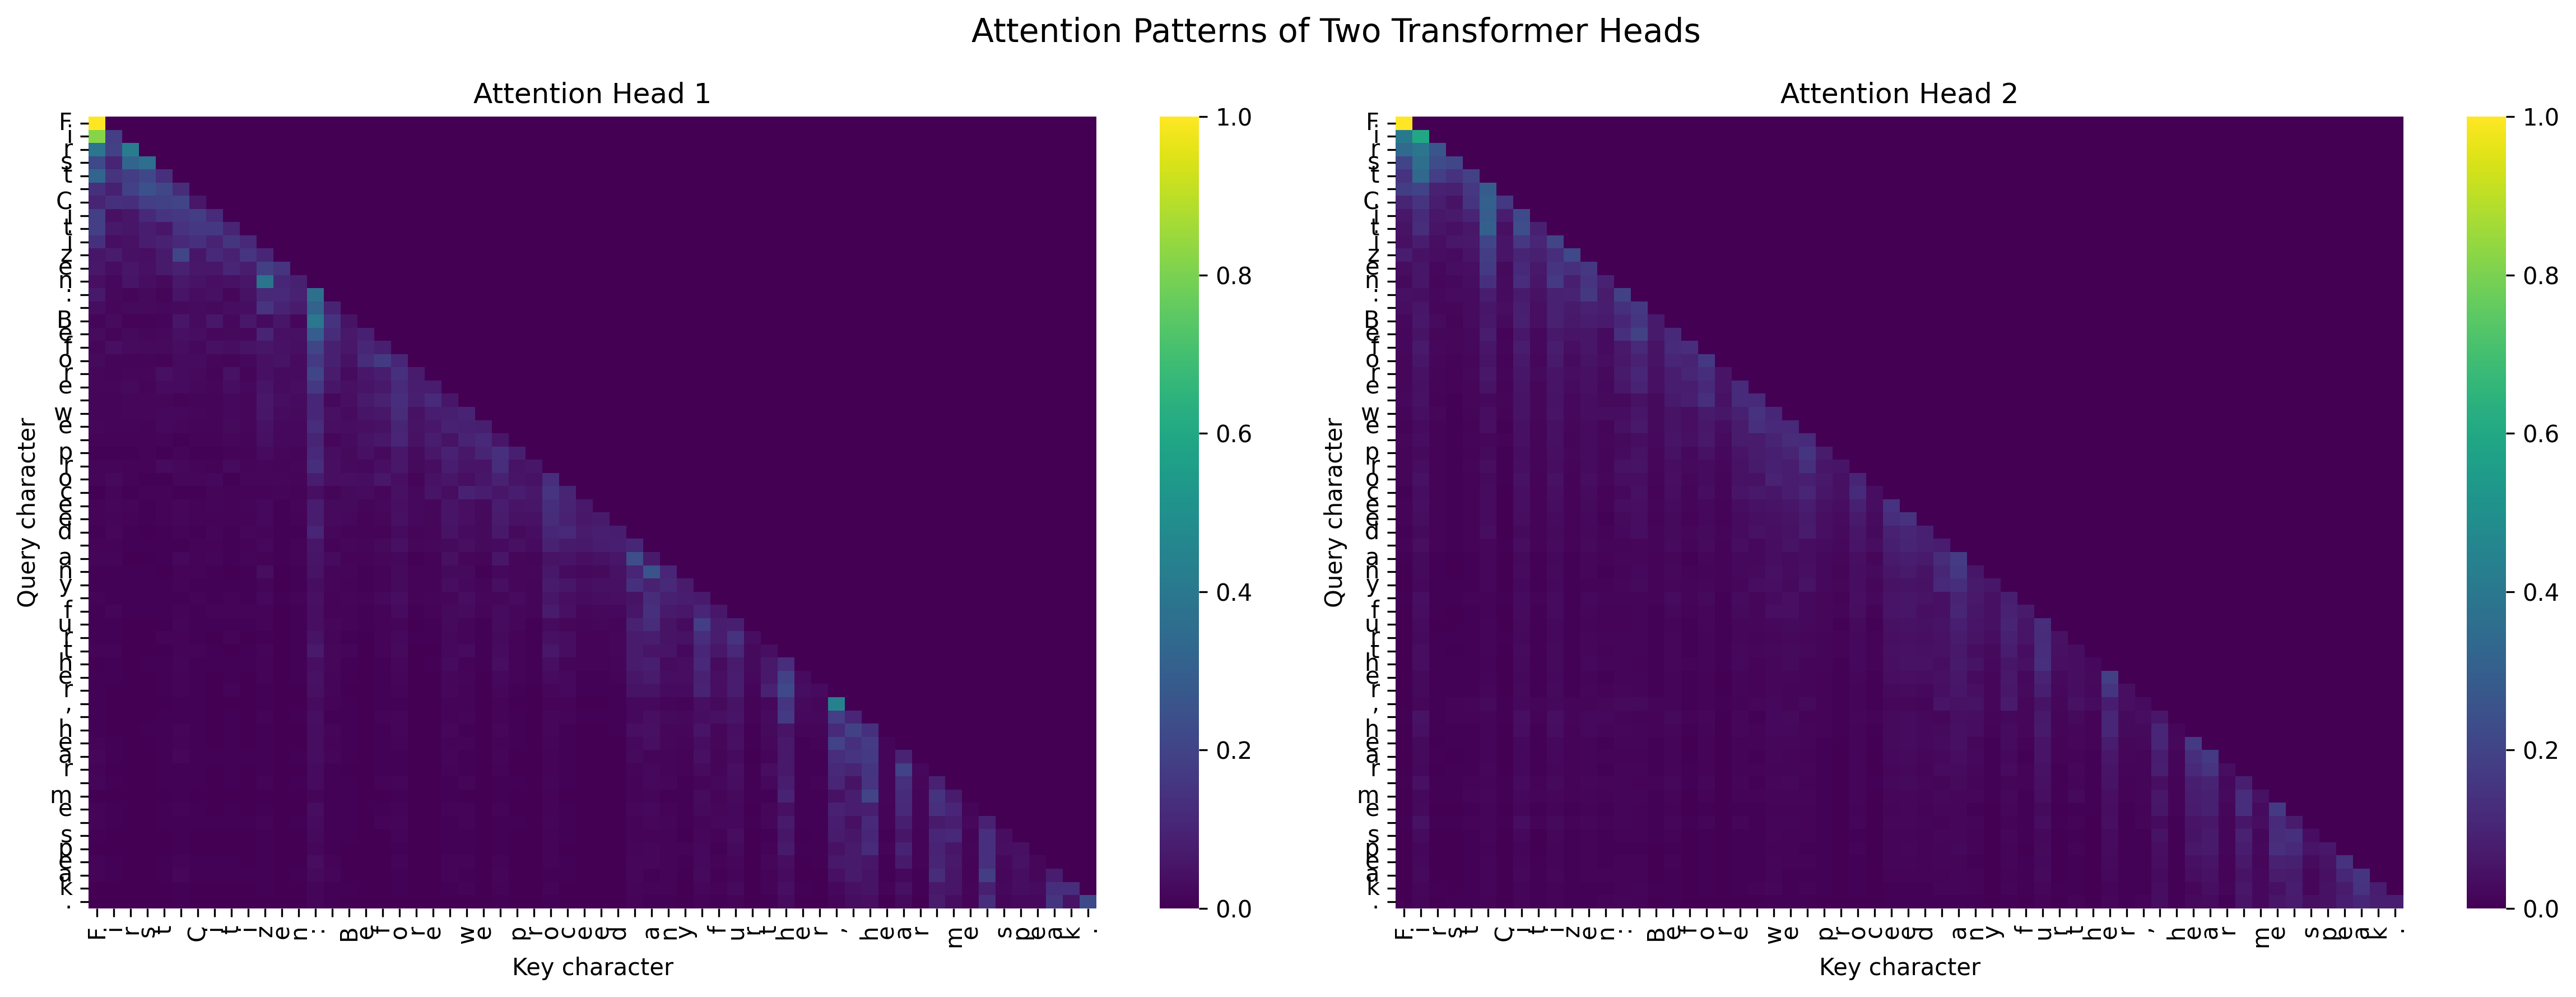 Attention Patterns of Two Transformer Heads
Attention Head 1
Query character
F
i
r
s
t
C
i
t
i
z
e
n
:
B
e
f
o
r
e
w
e
p
r
o
c
e
e
d
a
n
y
f
u
r
t
h
e
r
,
h
e
a
r
m
e
s
p
e
a
k
.
F i r s t C i t i z e n : B e f o r e w e p r o c e e d a n y f u r t h e r , h e a r m e s p e a k .
Key character
1.0
0.8
0.6
0.4
0.2
0.0
Attention Head 2
Query character
F
i
r
s
t
C
i
t
i
z
e
n
:
B
e
f
o
r
e
w
e
p
r
o
c
e
e
d
a
n
y
f
u
r
t
h
e
r
,
h
e
a
r
m
e
s
p
e
a
k
.
F i r s t C i t i z e n : B e f o r e w e p r o c e e d a n y f u r t h e r , h e a r m e s p e a k .
Key character
1.0
0.8
0.6
0.4
0.2
0.0